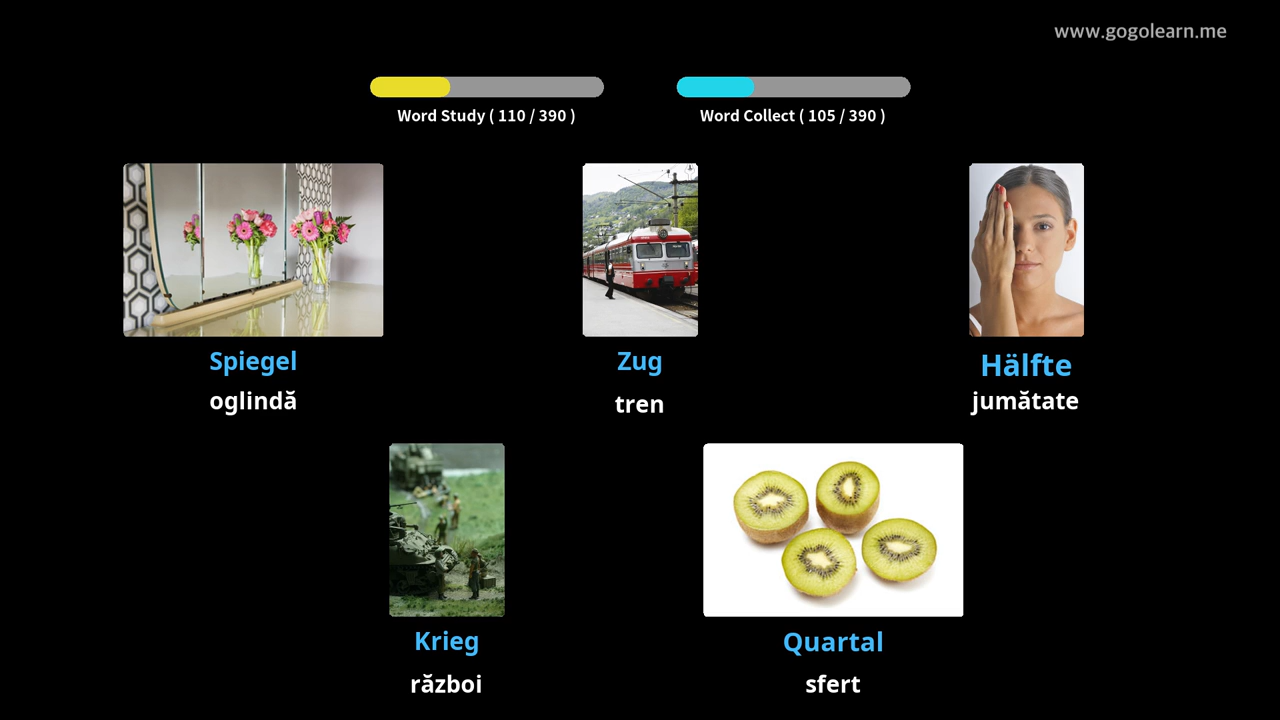 www.gogolearn.me
Word Study ( 110 / 390 )
Word Collect ( 105 / 390 )
Spiegel
oglindă
Zug
tren
Hälfte
jumătate
Krieg
război
Quartal
sfert